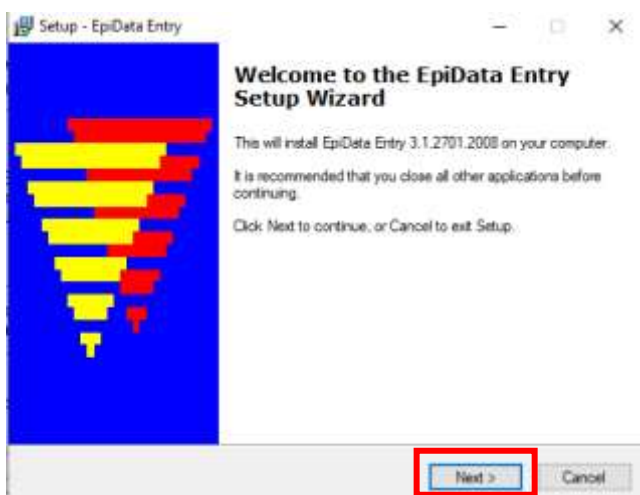 Setup - EpiData Entry
Welcome to the EpiData Entry
Setup Wizard
This will install EpiData Entry 3.1.2701.2008 on your computer.
It is recommended that you close all other applications before
continuing.
Click Next to continue, or Cancel to exit Setup.
Next >
Cancel